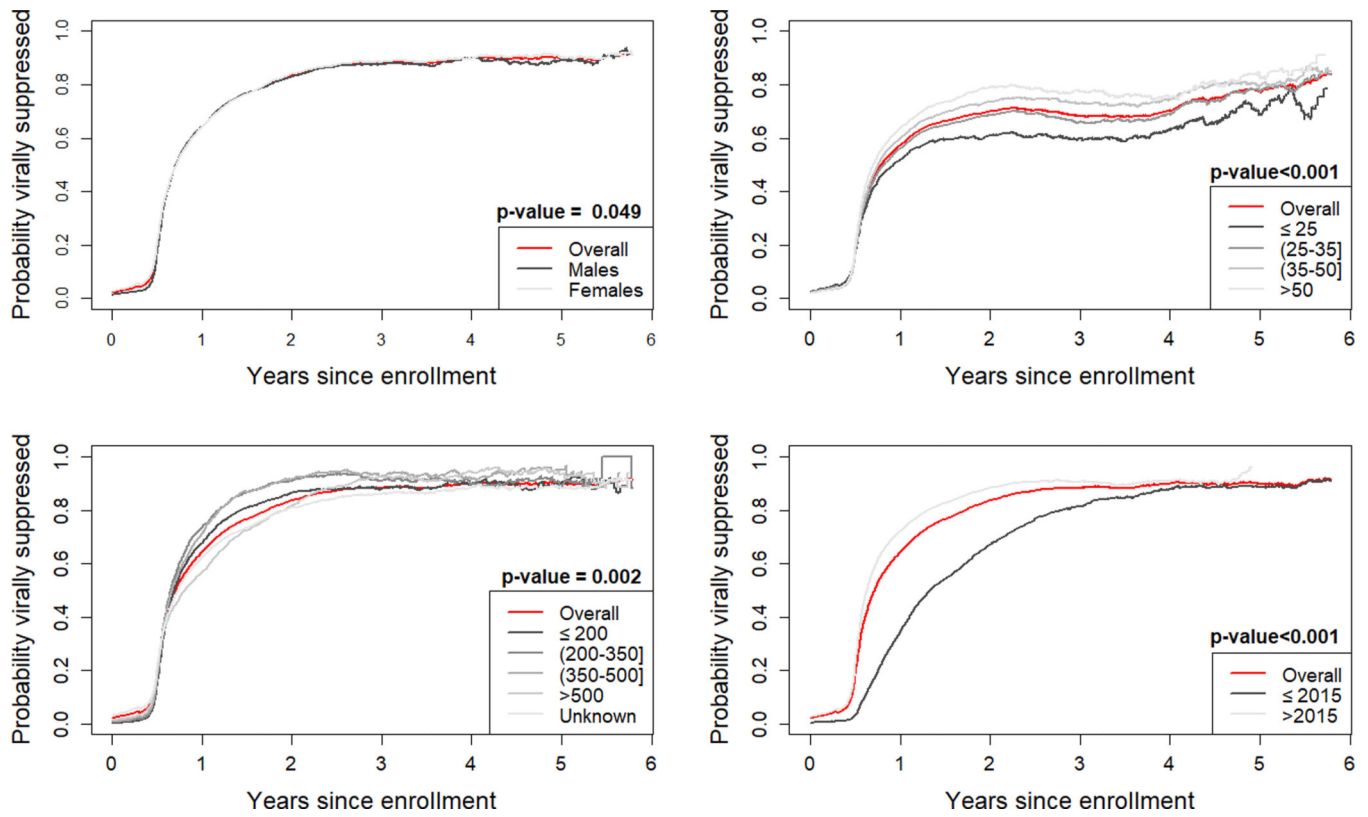 Probability virally suppressed
0.0 0.2 0.4 0.6 0.8 1.0
p-value = 0.049
Overall
Males
Females
0 1 2 3 4 5 6
Years since enrollment
Probability virally suppressed
0.0 0.2 0.4 0.6 0.8 1.0
p-value<0.001
Overall
≤ 25
(25-35]
(35-50]
>50
0 1 2 3 4 5 6
Years since enrollment
Probability virally suppressed
0.0 0.2 0.4 0.6 0.8 1.0
p-value = 0.002
Overall
≤ 200
(200-350]
(350-500]
>500
Unknown
0 1 2 3 4 5 6
Years since enrollment
Probability virally suppressed
0.0 0.2 0.4 0.6 0.8 1.0
p-value<0.001
Overall
≤ 2015
>2015
0 1 2 3 4 5 6
Years since enrollment